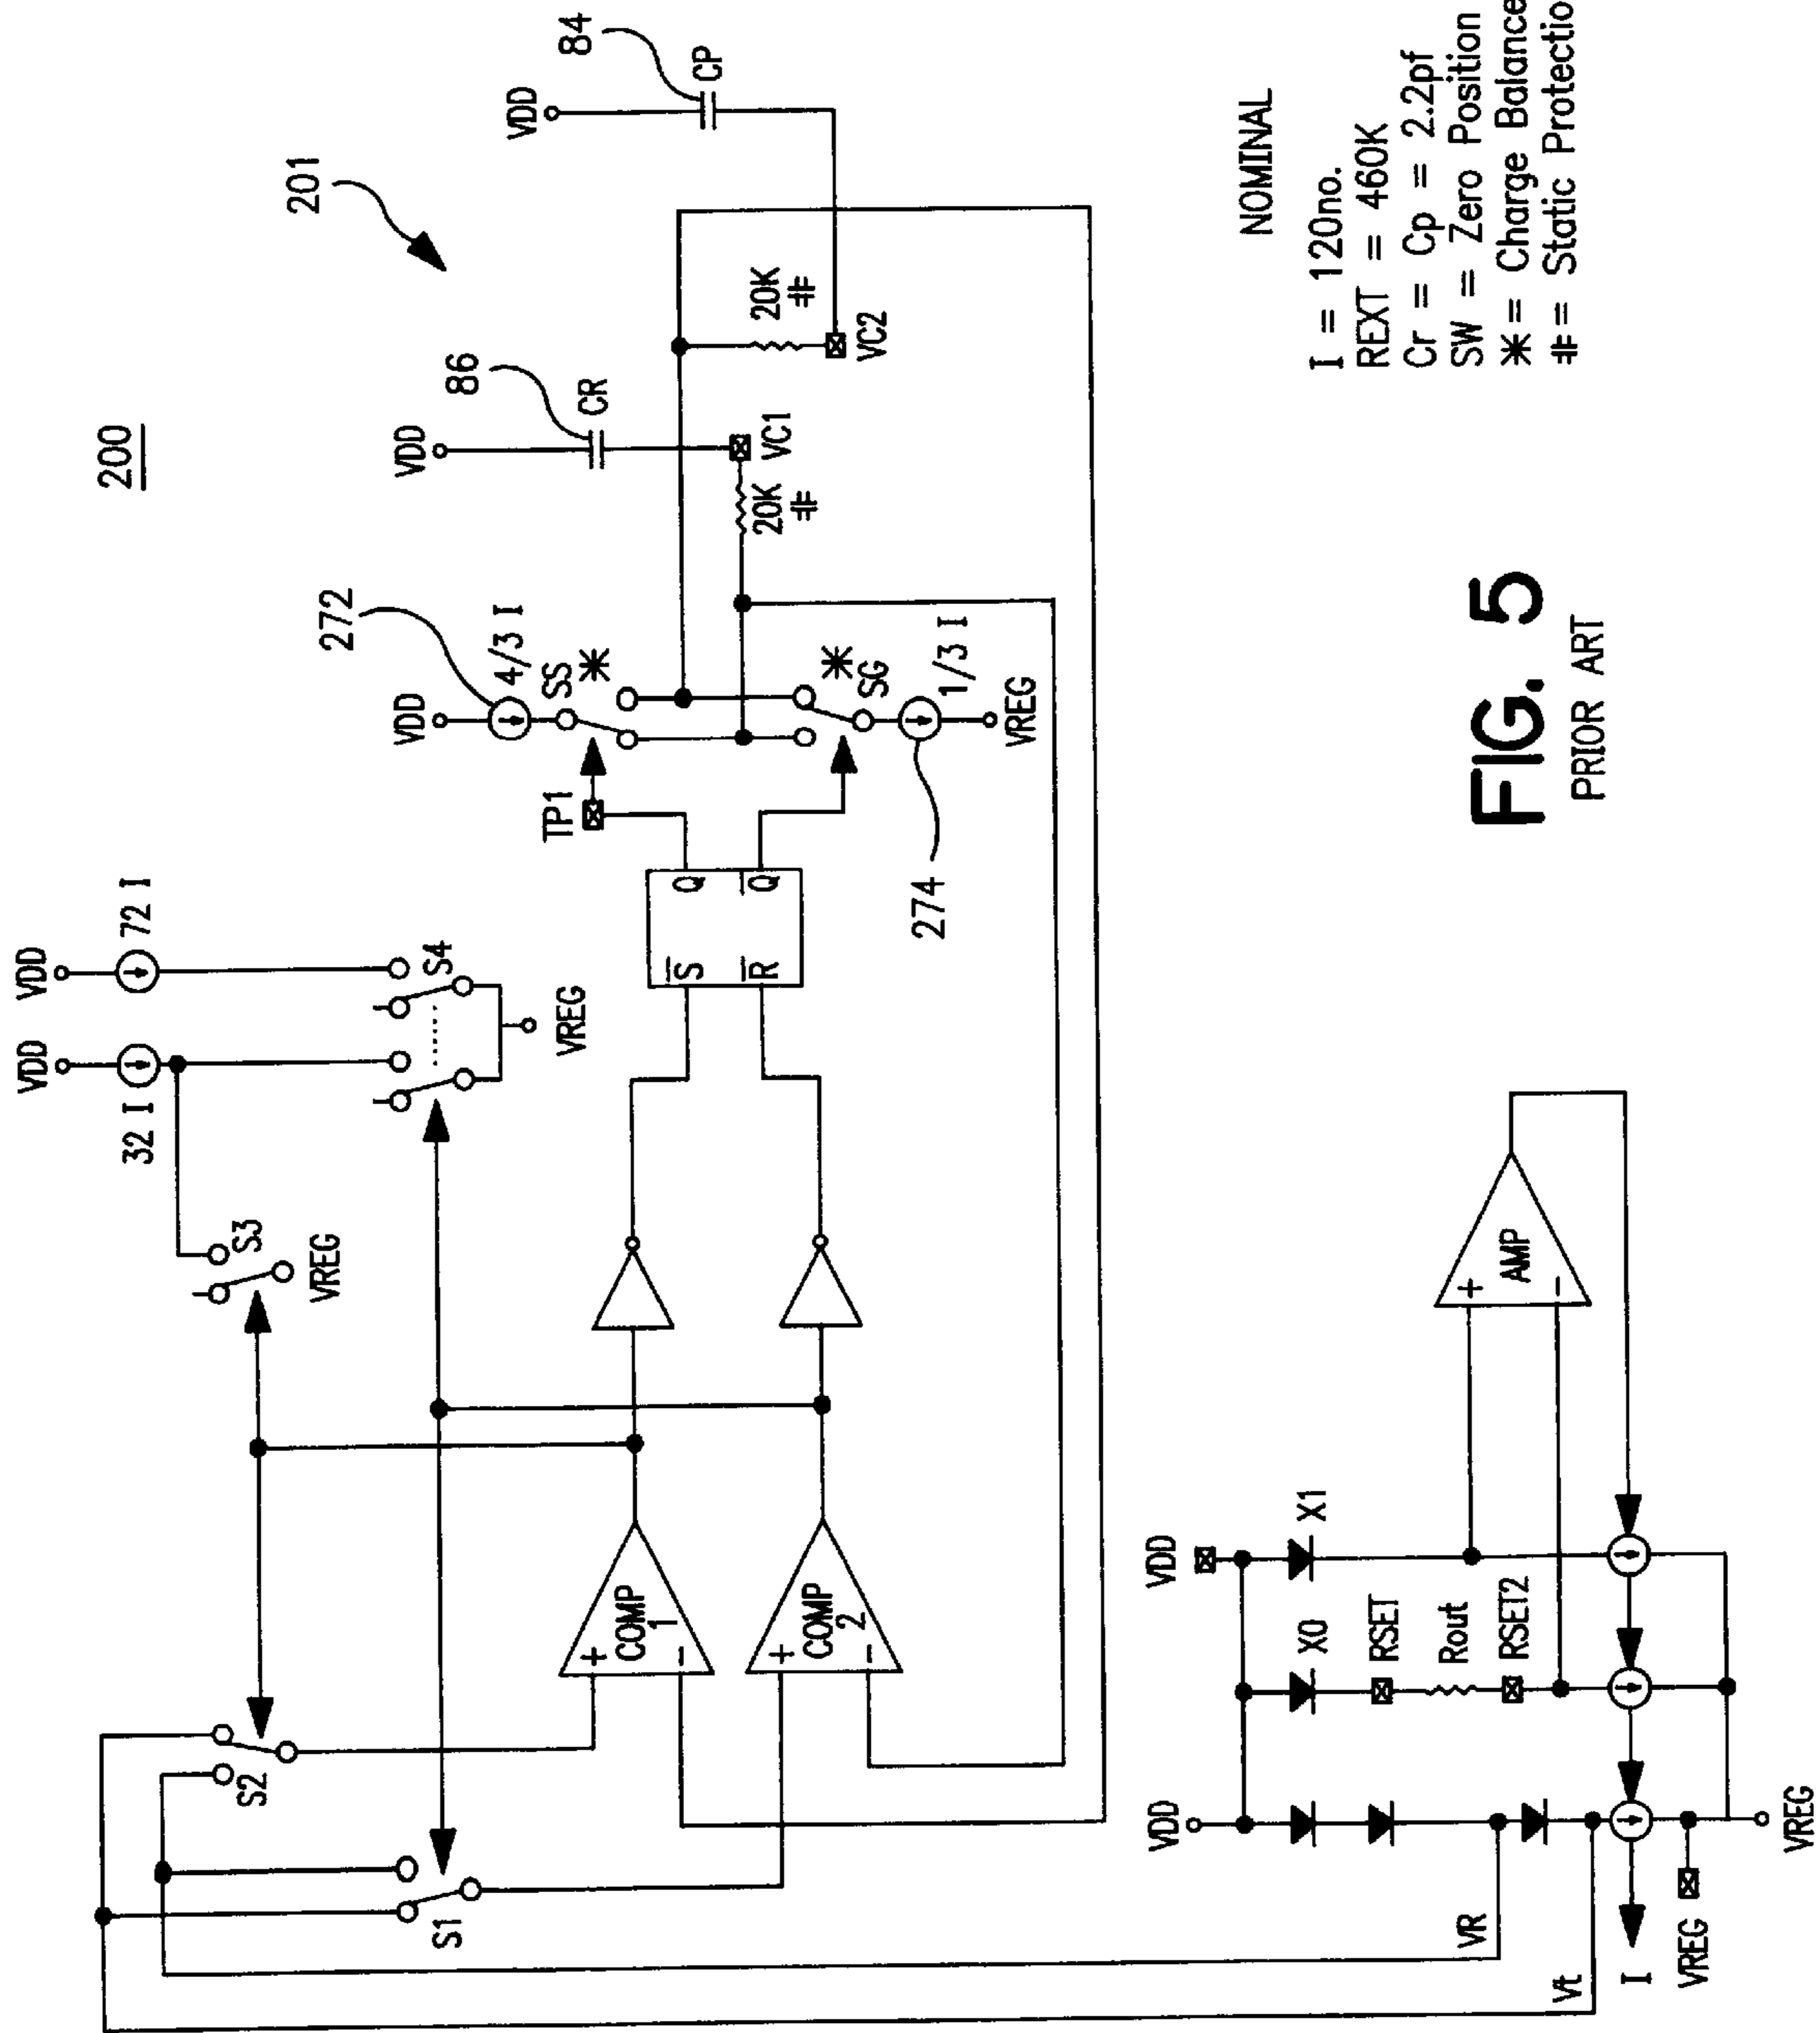 200
201
84
86
VDD
CP
VDD
CR
272
VDD
4/3 I
SS
*
20K
#
VC1
20K
#
VC2
TP1
*
SG
1/3 I
VREG
274
VDD
32 I
VDD
72 I
S3
VREG
S4
VREG
S̅
R̅
Q
Q̅
S2
S1
+
COMP
1
-
+
COMP
2
-
VR
Vt
VDD
VDD
X0
X1
RSET
Rout
RSET2
+
AMP
-
I
VREG
VREG
NOMINAL
I = 120no.
REXT = 460K
Cr = Cp = 2.2pf
SW = Zero Position
* = Charge Balance
# = Static Protectio
FIG. 5
PRIOR ART